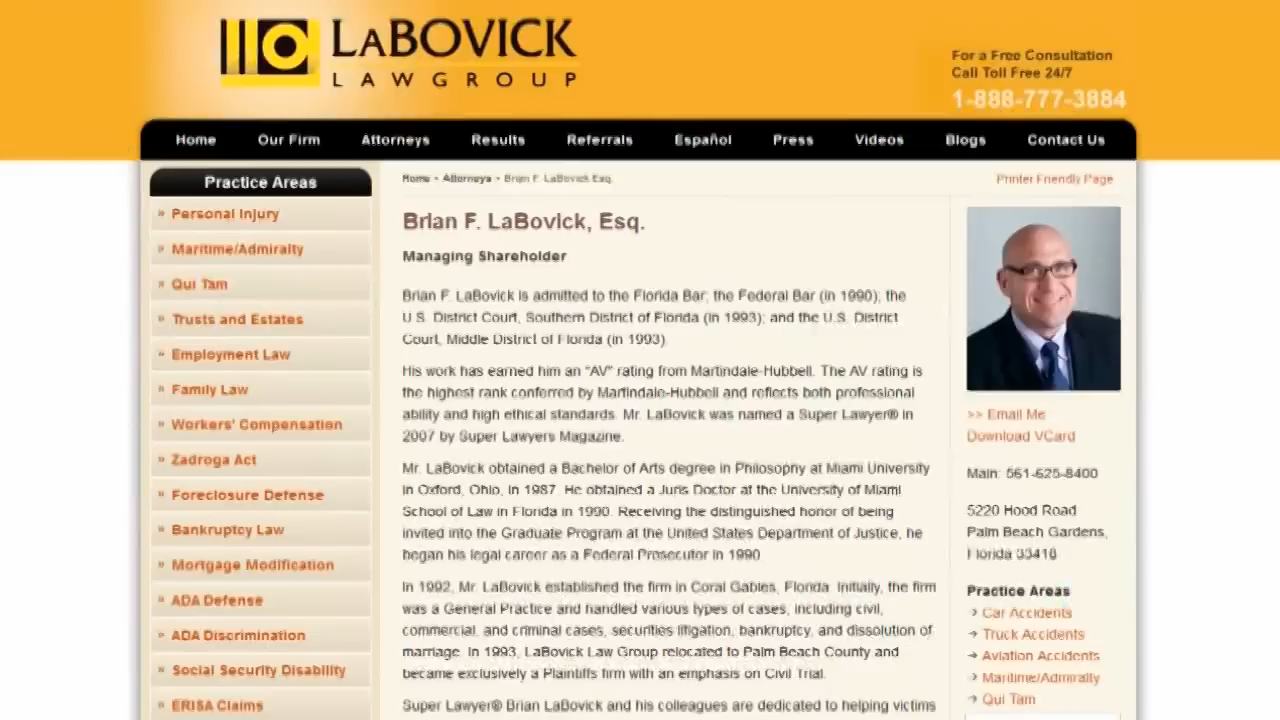 LaBOVICK
LAW GROUP
For a Free Consultation
Call Toll Free 24/7
1-888-777-3884
Home Our Firm Attorneys Results Referrals Español Press Videos Blogs Contact Us
Practice Areas
» Personal Injury
» Maritime/Admiralty
» Qui Tam
» Trusts and Estates
» Employment Law
» Family Law
» Workers' Compensation
» Zadroga Act
» Foreclosure Defense
» Bankruptcy Law
» Mortgage Modification
» ADA Defense
» ADA Discrimination
» Social Security Disability
» ERISA Claims
Home • Attorneys • Brian F. LaBovick Esq.
Printer Friendly Page
Brian F. LaBovick, Esq.
Managing Shareholder
Brian F. LaBovick is admitted to the Florida Bar; the Federal Bar (in 1990); the
U.S. District Court, Southern District of Florida (in 1993); and the U.S. District
Court, Middle District of Florida (in 1993).
His work has earned him an “AV” rating from Martindale-Hubbell. The AV rating is
the highest rank conferred by Martindale-Hubbell and reflects both professional
ability and high ethical standards. Mr. LaBovick was named a Super Lawyer® in
2007 by Super Lawyers Magazine.
Mr. LaBovick obtained a Bachelor of Arts degree in Philosophy at Miami University
in Oxford, Ohio, in 1987. He obtained a Juris Doctor at the University of Miami
School of Law in Florida in 1990. Receiving the distinguished honor of being
invited into the Graduate Program at the United States Department of Justice, he
began his legal career as a Federal Prosecutor in 1990.
In 1992, Mr. LaBovick established the firm in Coral Gables, Florida. Initially, the firm
was a General Practice and handled various types of cases, including civil,
commercial, and criminal cases, securities litigation, bankruptcy, and dissolution of
marriage. In 1993, LaBovick Law Group relocated to Palm Beach County and
became exclusively a Plaintiffs firm with an emphasis on Civil Trial.
Super Lawyer® Brian LaBovick and his colleagues are dedicated to helping victims
>> Email Me
Download VCard
Main: 561-625-8400
5220 Hood Road
Palm Beach Gardens,
Florida 33418
Practice Areas
→ Car Accidents
→ Truck Accidents
→ Aviation Accidents
→ Maritime/Admiralty
→ Qui Tam